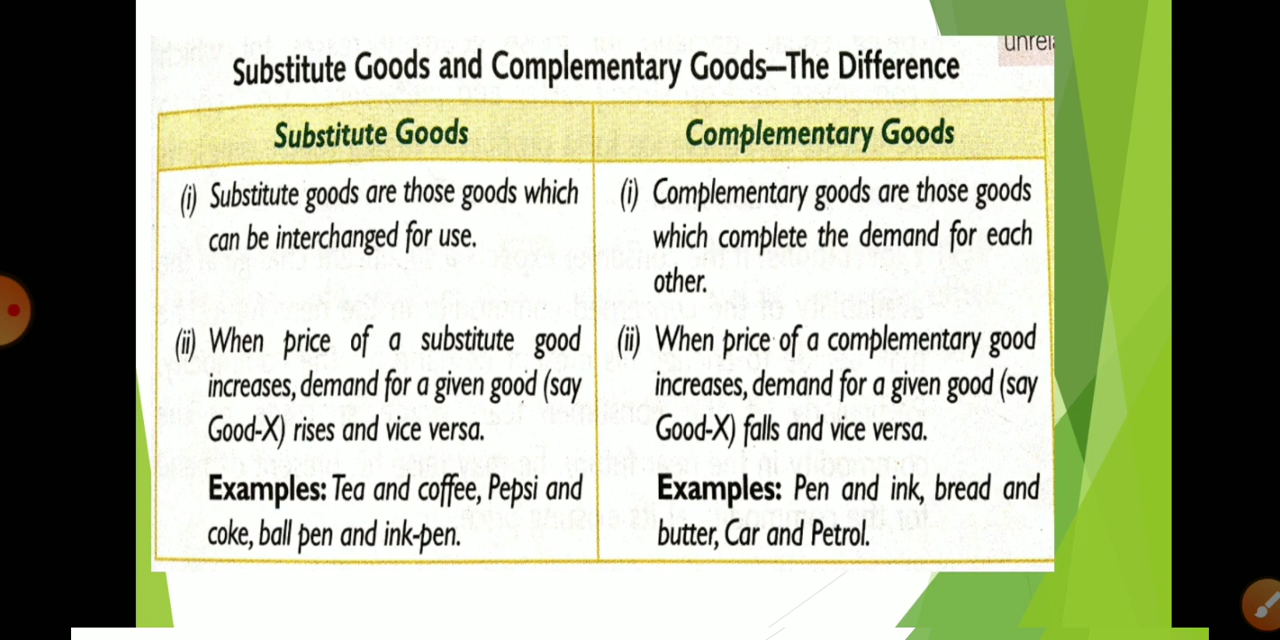 unrel
Substitute Goods and Complementary Goods—The Difference
Substitute Goods
(i) Substitute goods are those goods which
can be interchanged for use.
(ii) When price of a substitute good
increases, demand for a given good (say
Good-X) rises and vice versa.
Examples: Tea and coffee, Pepsi and
coke, ball pen and ink-pen.
Complementary Goods
(i) Complementary goods are those goods
which complete the demand for each
other.
(ii) When price of a complementary good
increases, demand for a given good (say
Good-X) falls and vice versa.
Examples: Pen and ink, bread and
butter, Car and Petrol.